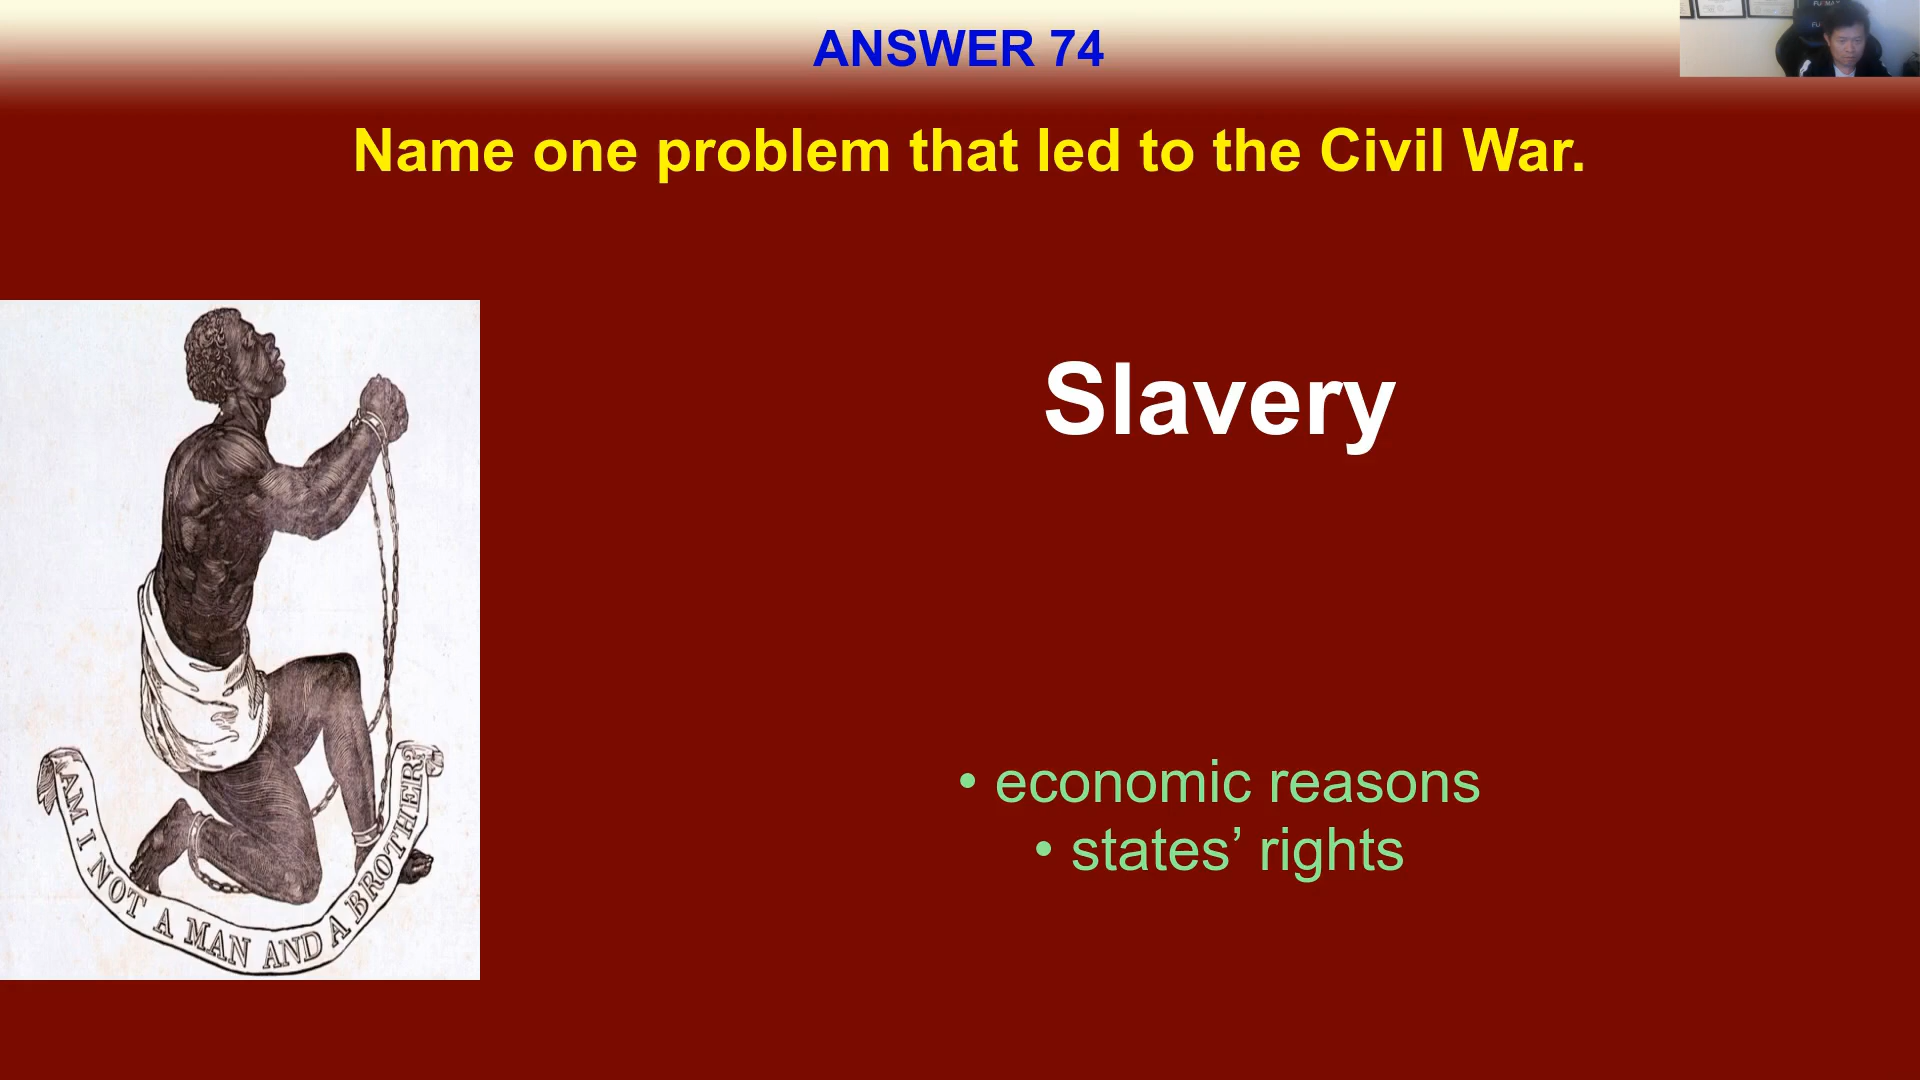 ANSWER 74
Name one problem that led to the Civil War.
Slavery
• economic reasons
• states’ rights
AM I NOT A MAN AND A BROTHER?